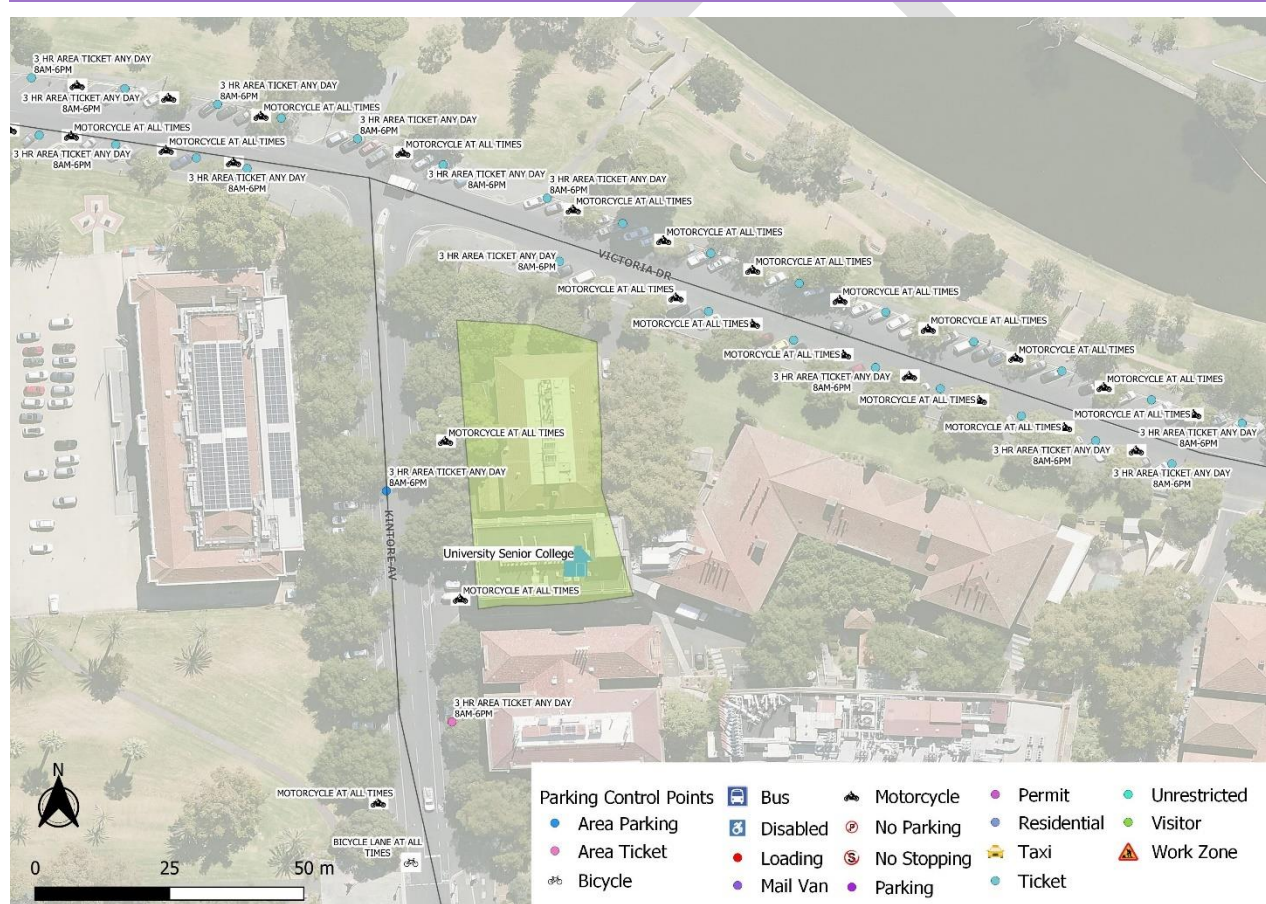 3 HR AREA TICKET ANY DAY
8AM-6PM
3 HR AREA TICKET ANY DAY
8AM-6PM
3 HR AREA TICKET ANY DAY
8AM-6PM
MOTORCYCLE AT ALL TIMES
3 HR AREA TICKET ANY DAY
8AM-6PM
MOTORCYCLE AT ALL TIMES
MOTORCYCLE AT ALL TIMES
MOTORCYCLE AT ALL TIMES
3 HR AREA TICKET ANY DAY
8AM-6PM
3 HR AREA TICKET ANY DAY
8AM-6PM
3 HR AREA TICKET ANY DAY
8AM-6PM
3 HR AREA TICKET ANY DAY
8AM-6PM
MOTORCYCLE AT ALL TIMES
MOTORCYCLE AT ALL TIMES
3 HR AREA TICKET ANY DAY
8AM-6PM
VICTORIA DR
MOTORCYCLE AT ALL TIMES
MOTORCYCLE AT ALL TIMES
MOTORCYCLE AT ALL TIMES
MOTORCYCLE AT ALL TIMES
MOTORCYCLE AT ALL TIMES
MOTORCYCLE AT ALL TIMES
MOTORCYCLE AT ALL TIMES
3 HR AREA TICKET ANY DAY
8AM-6PM
MOTORCYCLE AT ALL TIMES
MOTORCYCLE AT ALL TIMES
MOTORCYCLE AT ALL TIMES
MOTORCYCLE AT ALL TIMES
3 HR AREA TICKET ANY DAY
8AM-6PM
MOTORCYCLE AT ALL TIMES
3 HR AREA TICKET ANY DAY
8AM-6PM
3 HR AREA TICKET ANY DAY
8AM-6PM
3 HR AREA TICKET ANY DAY
8AM-6PM
KINTORE AV
University Senior College
MOTORCYCLE AT ALL TIMES
3 HR AREA TICKET ANY DAY
8AM-6PM
MOTORCYCLE AT ALL TIMES
BICYCLE LANE AT ALL
TIMES
N
0 25 50 m
Parking Control Points
Area Parking
Area Ticket
Bicycle
Bus
Disabled
Loading
Mail Van
Motorcycle
No Parking
No Stopping
Parking
Permit
Residential
Taxi
Ticket
Unrestricted
Visitor
Work Zone